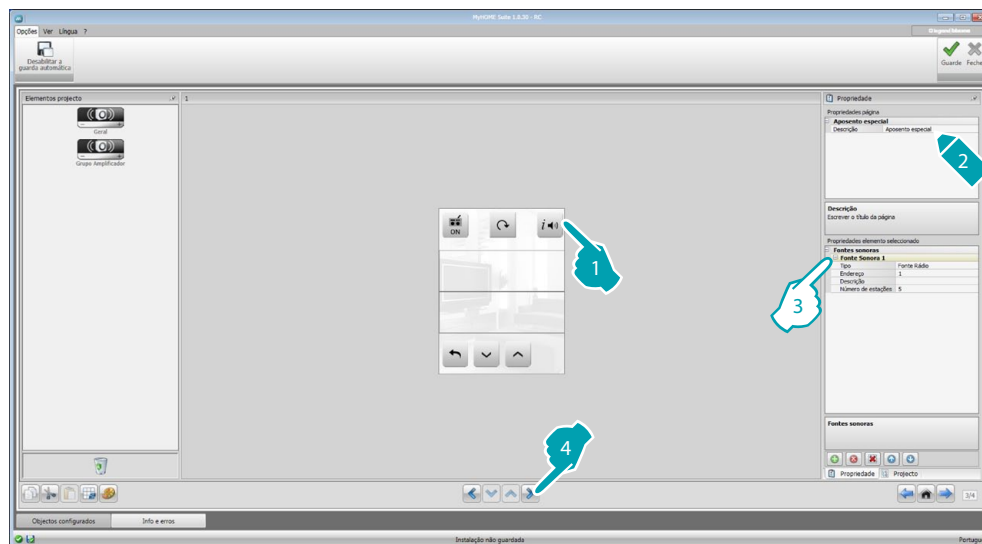 MyHOME Suite 1.0.30 - RC
Opções Ver Língua ?
Desabilitar a
guarda automática
Guarde Feche
Elementos projecto
1
Geral
Grupo Amplificador
ON
i
1
2
3
4
Propriedade
Propriedades página
Aposento especial
Descrição Aposento especial
Descrição
Escrever o título da página
Propriedades elemento seleccionado
Fontes sonoras
Fonte Sonora 1
Tipo Fonte Rádio
Endereço 1
Descrição
Número de estações 5
Fontes sonoras
Propriedade Projecto
3/4
Objectos configurados Info e erros
Instalação não guardada
Portugu